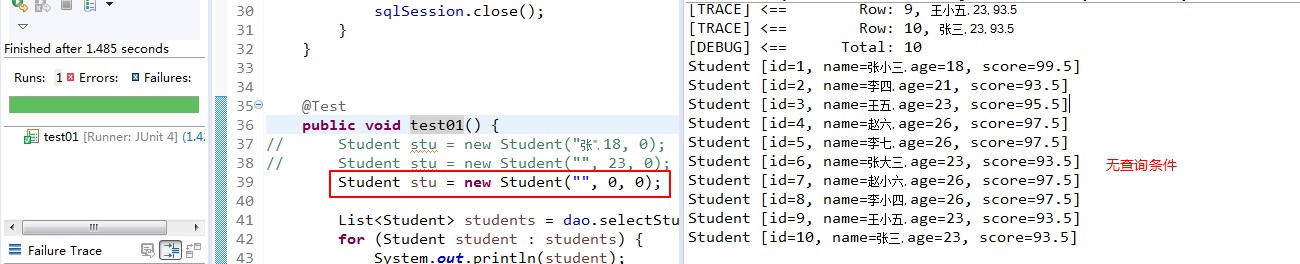 Finished after 1.485 seconds
Runs: 1 Errors: Failures:
test01 [Runner: JUnit 4] (1.42
Failure Trace
30 sqlSession.close();
31 }
32 }
33
34
35 @Test
36 public void test01() {
37 // Student stu = new Student("张", 18, 0);
38 // Student stu = new Student("", 23, 0);
39 Student stu = new Student("", 0, 0);
40
41 List<Student> students = dao.selectStu
42 for (Student student : students) {
43 System.out.println(student);
[TRACE] <== Row: 9, 王小五, 23, 93.5
[TRACE] <== Row: 10, 张三, 23, 93.5
[DEBUG] <== Total: 10
Student [id=1, name=张小三, age=18, score=99.5]
Student [id=2, name=李四, age=21, score=93.5]
Student [id=3, name=王五, age=23, score=95.5]
Student [id=4, name=赵六, age=26, score=97.5]
Student [id=5, name=李七, age=26, score=97.5]
Student [id=6, name=张大三, age=23, score=93.5]
Student [id=7, name=赵小六, age=26, score=97.5]
Student [id=8, name=李小四, age=26, score=97.5]
Student [id=9, name=王小五, age=23, score=93.5]
Student [id=10, name=张三, age=23, score=93.5]
无查询条件